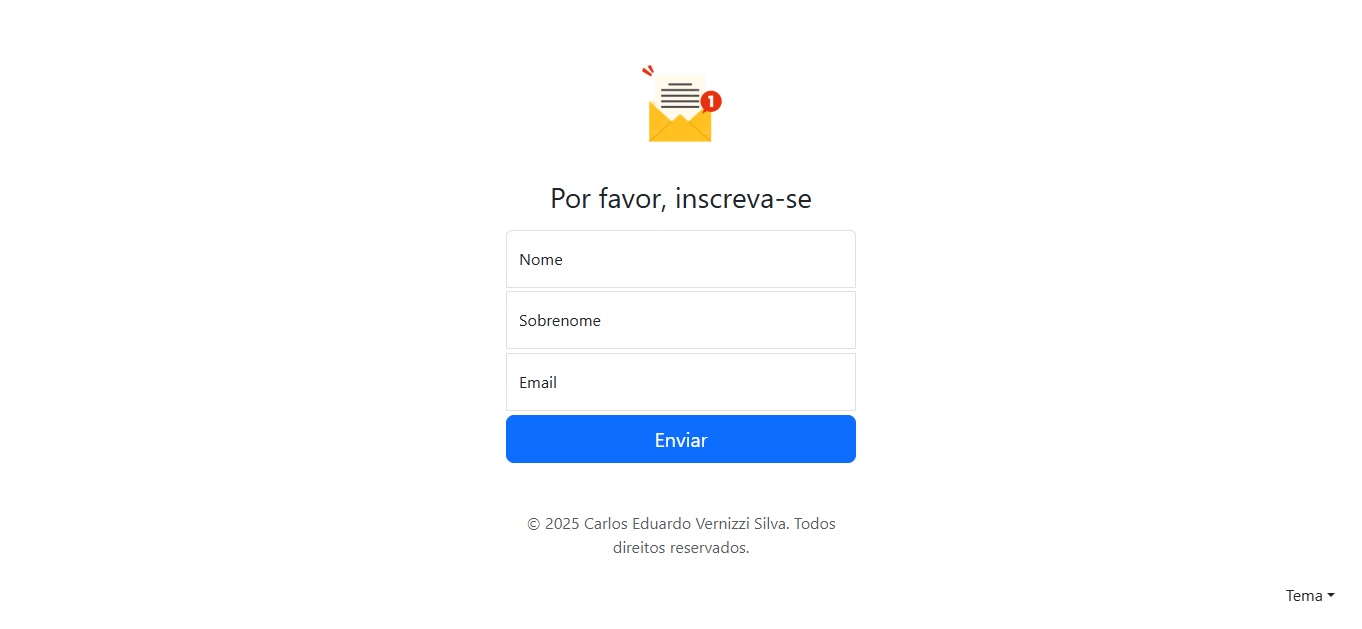 1
Por favor, inscreva-se
Nome
Sobrenome
Email
Enviar
© 2025 Carlos Eduardo Vernizzi Silva. Todos
direitos reservados.
Tema